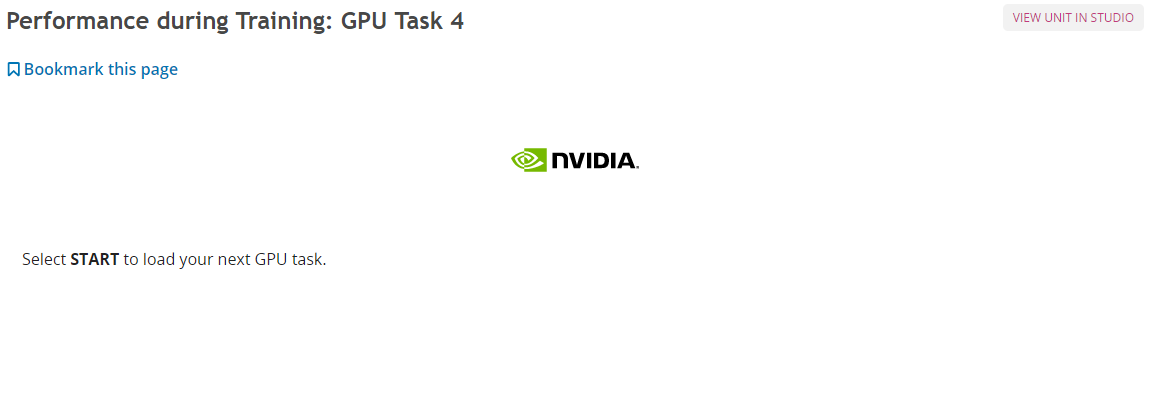 Performance during Training: GPU Task 4
VIEW UNIT IN STUDIO
Bookmark this page
NVIDIA.
Select START to load your next GPU task.